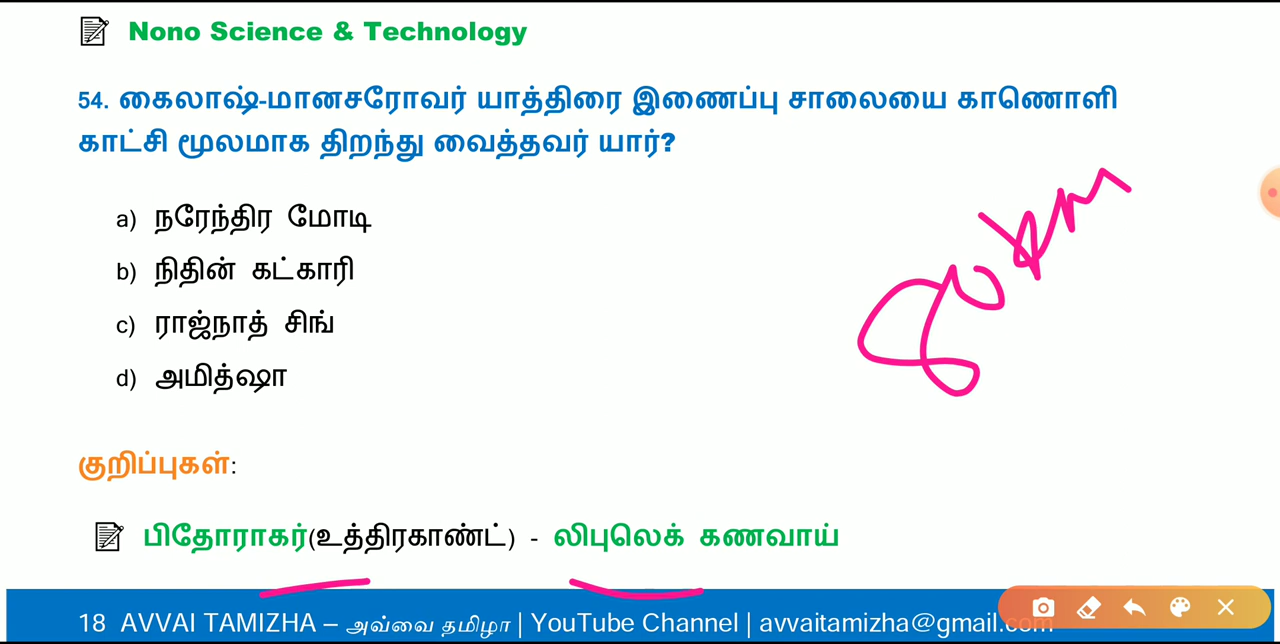 Nono Science & Technology
54. கைலாஷ்-மானசரோவர் யாத்திரை இணைப்பு சாலையை காணொளி
காட்சி மூலமாக திறந்து வைத்தவர் யார்?
a) நரேந்திர மோடி
b) நிதின் கட்காரி
c) ராஜ்நாத் சிங்
d) அமித்ஷா
80km
குறிப்புகள்:
பிதோராகர்(உத்திரகாண்ட்) - லிபுலெக் கணவாய்
18 AVVAI TAMIZHA – அவ்வை தமிழா | YouTube Channel | avvaitamizha@gmail.com